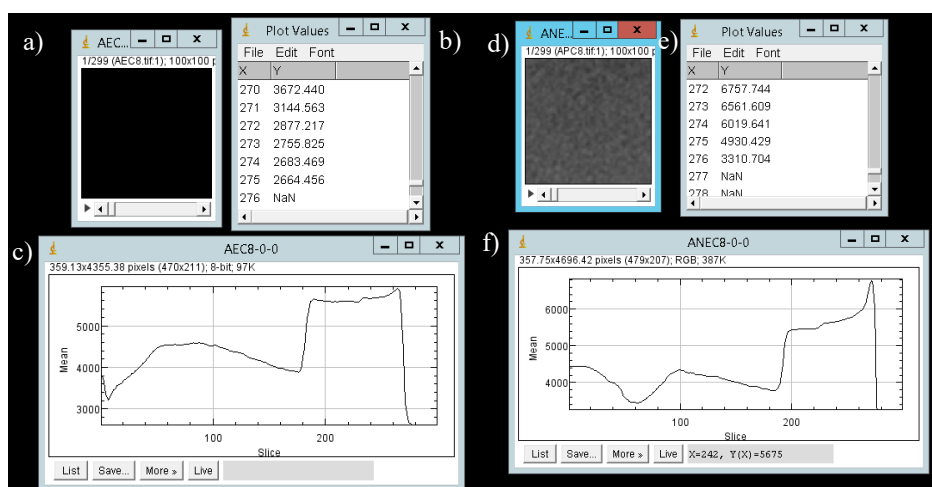 a)
AEC...
1/299 (AEC8.tif:1); 100x100 p
Plot Values
File Edit Font
X Y
270 3672.440
271 3144.563
272 2877.217
273 2755.825
274 2683.469
275 2664.456
276 NaN
b)
d)
ANE...
1/299 (APC8.tif:1); 100x100 p
e)
Plot Values
File Edit Font
X Y
272 6757.744
273 6561.609
274 6019.641
275 4930.429
276 3310.704
277 NaN
278 NaN
c)
AEC8-0-0
359.13x4355.38 pixels (470x211); 8-bit; 97K
5000
4000
3000
Mean
100 200
Slice
List Save... More » Live
f)
ANEC8-0-0
357.75x4696.42 pixels (479x207); RGB; 387K
6000
5000
4000
Mean
100 200
Slice
List Save... More » Live X=242, Y(X)=5675